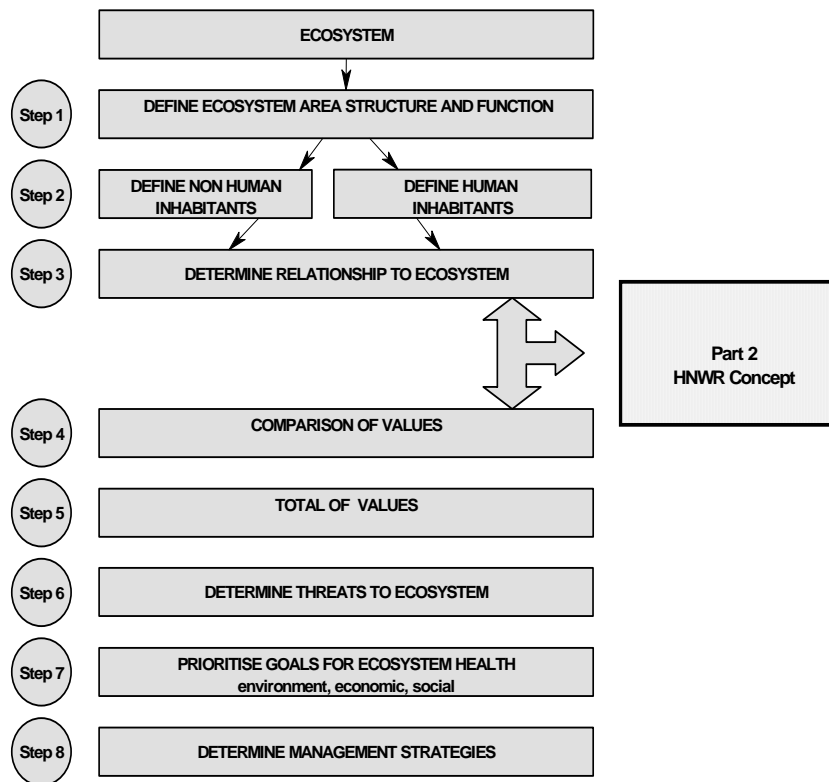 ECOSYSTEM
Step 1
DEFINE ECOSYSTEM AREA STRUCTURE AND FUNCTION
Step 2
DEFINE NON HUMAN
INHABITANTS
DEFINE HUMAN
INHABITANTS
Step 3
DETERMINE RELATIONSHIP TO ECOSYSTEM
Part 2
HNWR Concept
Step 4
COMPARISON OF VALUES
Step 5
TOTAL OF VALUES
Step 6
DETERMINE THREATS TO ECOSYSTEM
Step 7
PRIORITISE GOALS FOR ECOSYSTEM HEALTH
environment, economic, social
Step 8
DETERMINE MANAGEMENT STRATEGIES